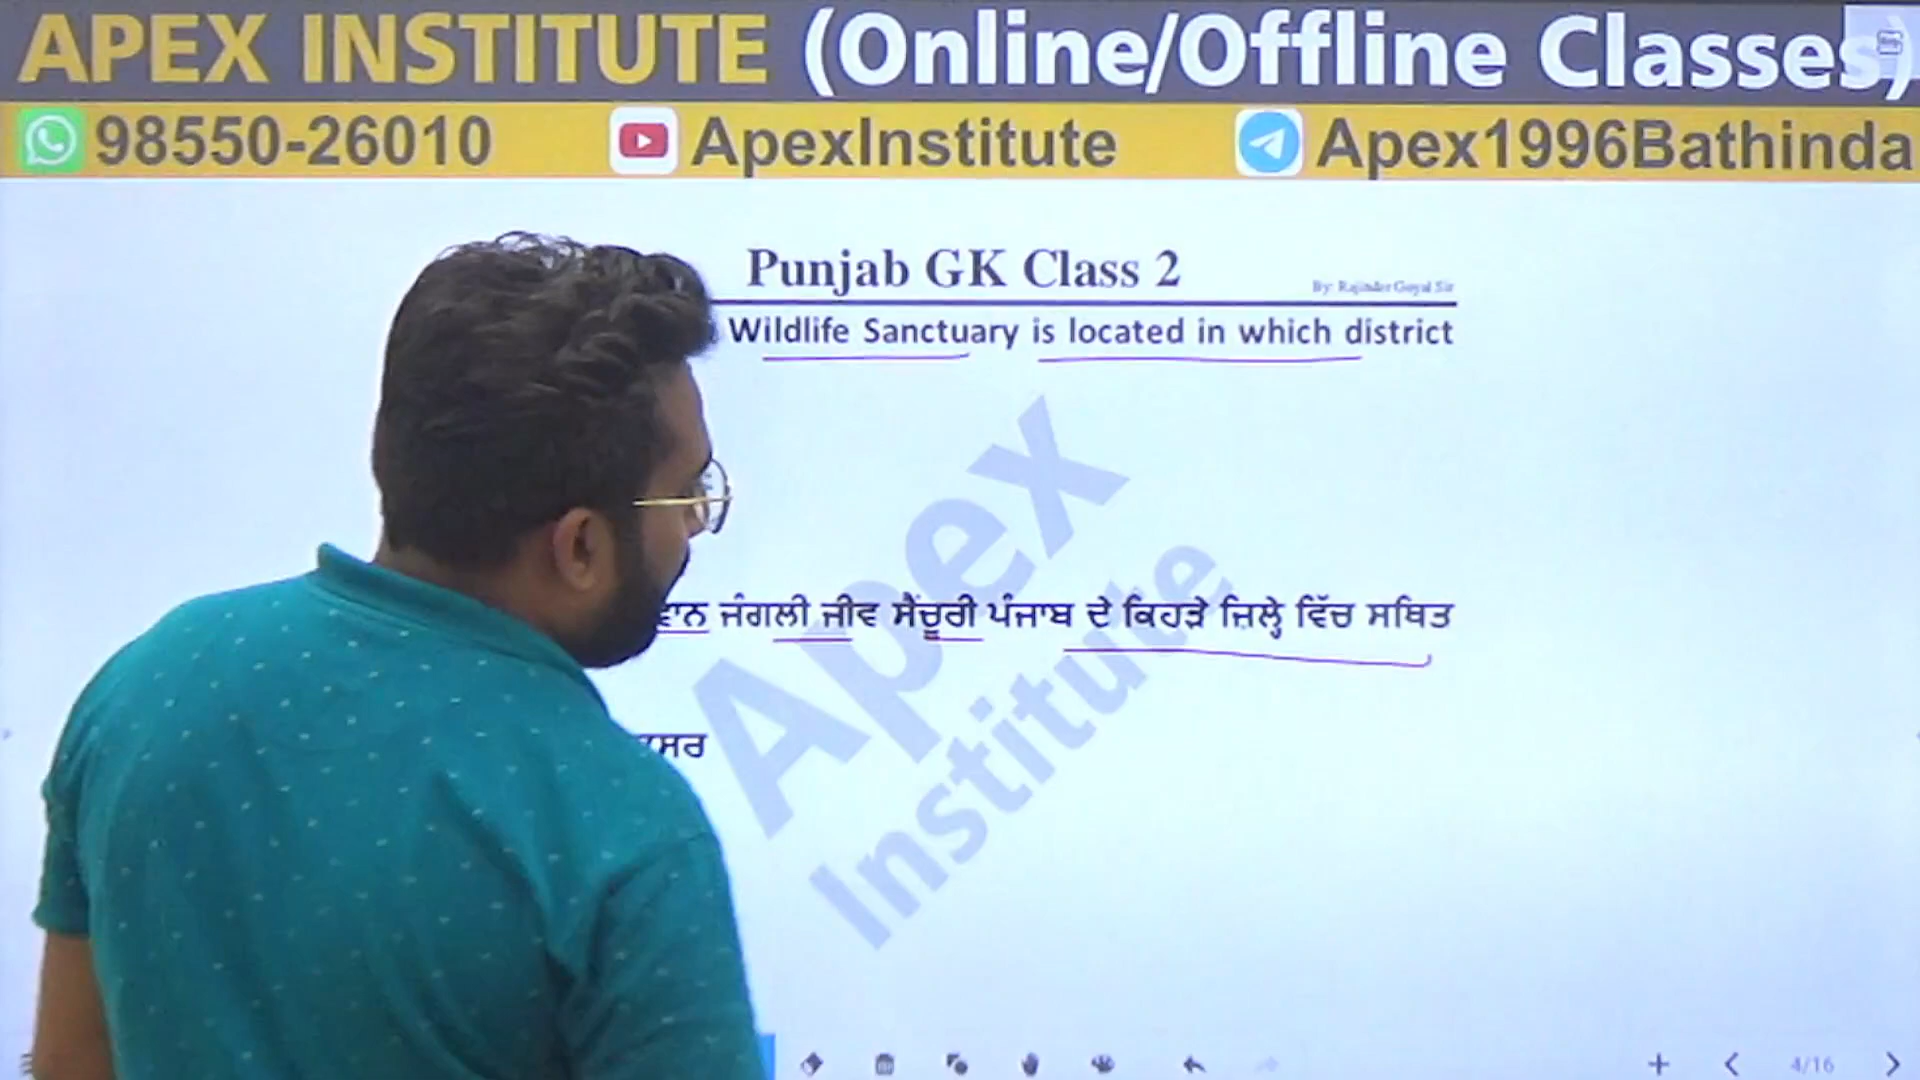 APEX INSTITUTE (Online/Offline Classes)
98550-26010 ApexInstitute Apex1996Bathinda
Punjab GK Class 2
By: Rajinder Goyal Sir
Wildlife Sanctuary is located in which district
ਜੰਗਲੀ ਜੀਵ ਸੈਂਚੂਰੀ ਪੰਜਾਬ ਦੇ ਕਿਹੜੇ ਜ਼ਿਲ੍ਹੇ ਵਿੱਚ ਸਥਿਤ
Apex
Institute
4/16